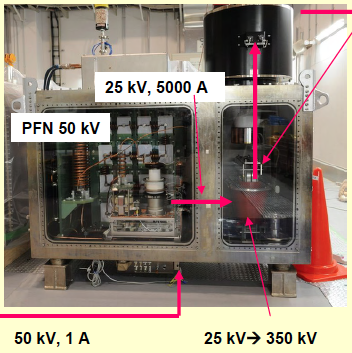 25 kV, 5000 A
PFN 50 kV
50 kV, 1 A
25 kV→ 350 kV